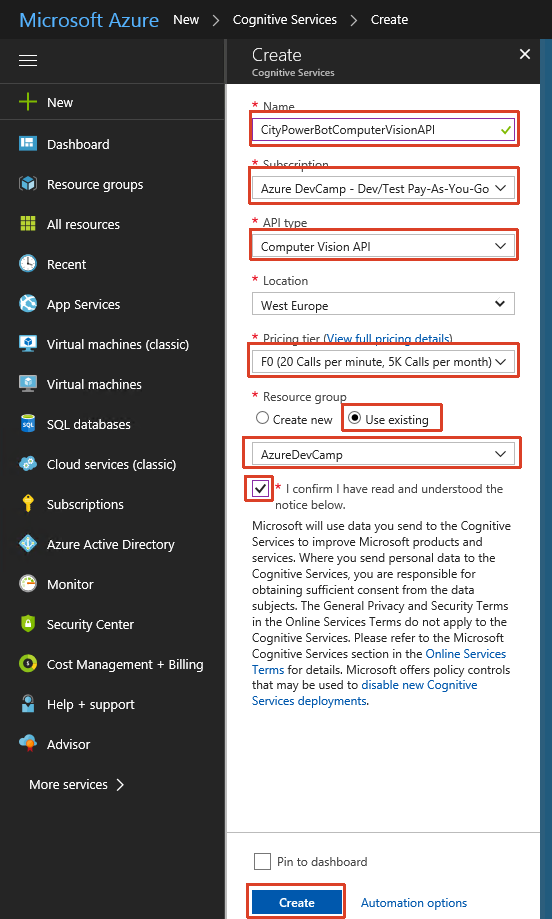 Microsoft Azure New > Cognitive Services > Create
Create
Cognitive Services
New
Dashboard
Resource groups
All resources
Recent
App Services
Virtual machines (classic)
Virtual machines
SQL databases
Cloud services (classic)
Subscriptions
Azure Active Directory
Monitor
Security Center
Cost Management + Billing
Help + support
Advisor
More services >
* Name
CityPowerBotComputerVisionAPI
* Subscription
Azure DevCamp - Dev/Test Pay-As-You-Go
* API type
Computer Vision API
* Location
West Europe
* Pricing tier (View full pricing details)
F0 (20 Calls per minute, 5K Calls per month)
* Resource group
Create new Use existing
AzureDevCamp
* I confirm I have read and understood the
notice below.
Microsoft will use data you send to the Cognitive
Services to improve Microsoft products and
services. Where you send personal data to the
Cognitive Services, you are responsible for
obtaining sufficient consent from the data
subjects. The General Privacy and Security Terms
in the Online Services Terms do not apply to the
Cognitive Services. Please refer to the Microsoft
Cognitive Services section in the Online Services
Terms for details. Microsoft offers policy controls
that may be used to disable new Cognitive
Services deployments.
Pin to dashboard
Create Automation options